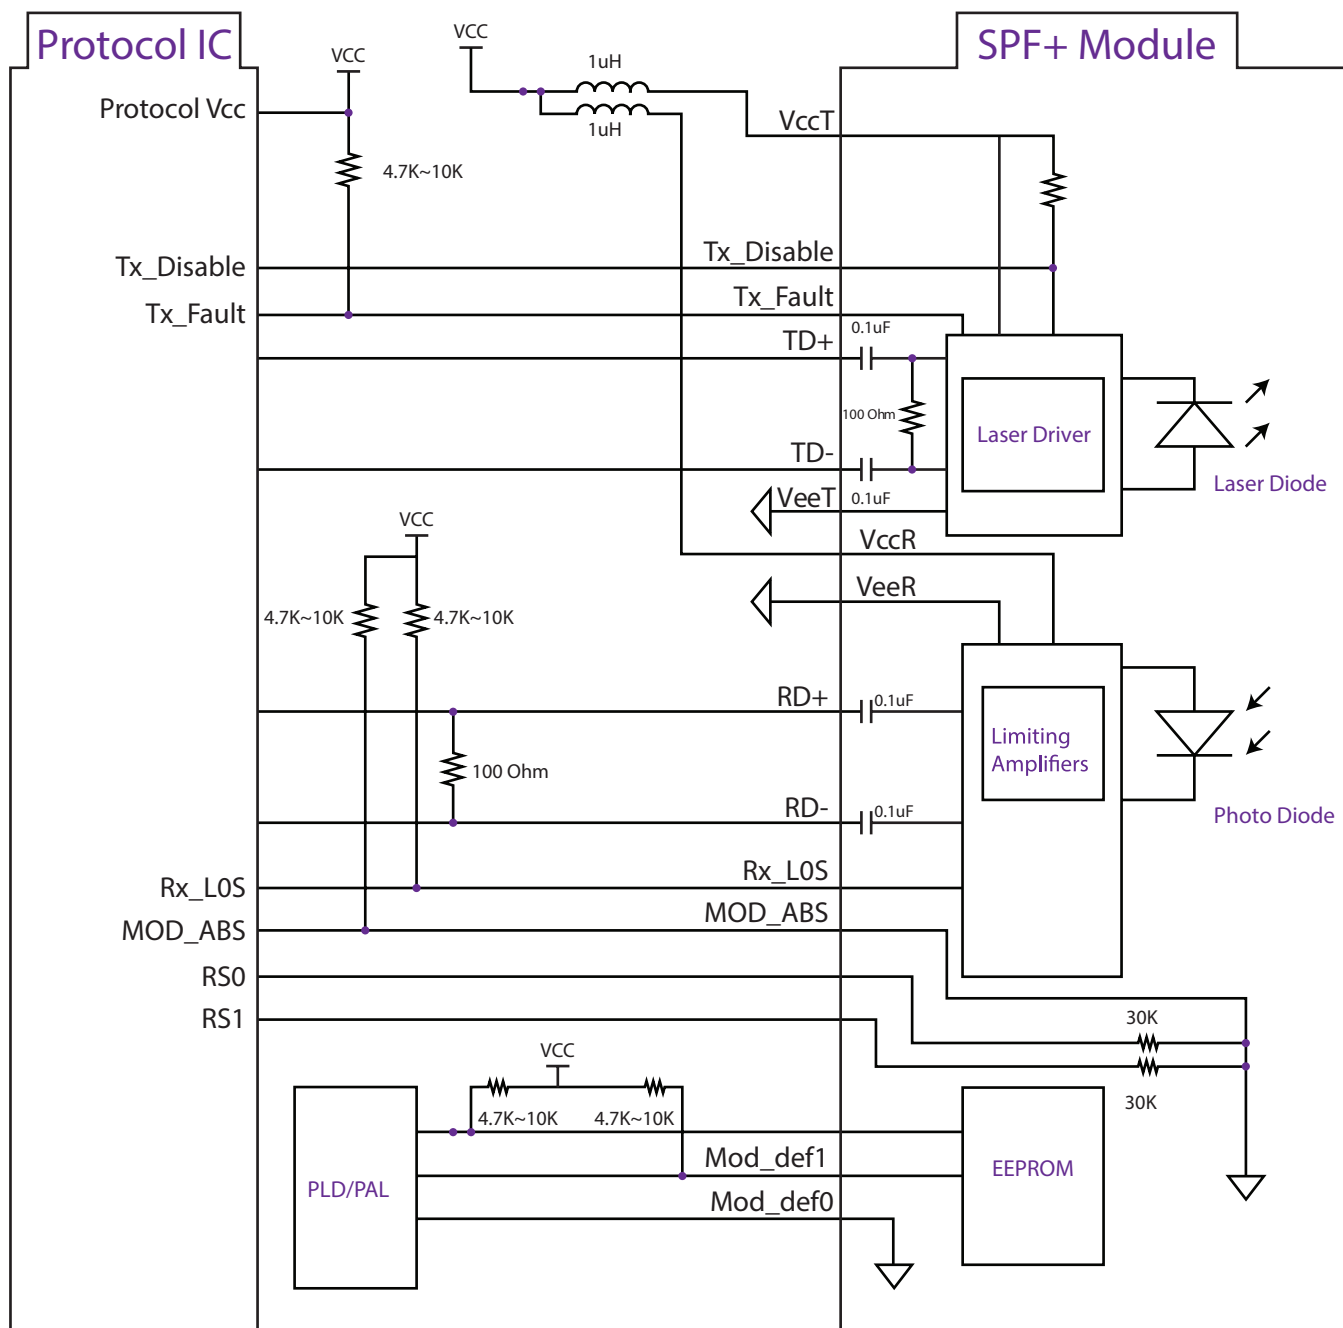 Protocol IC
SPF+ Module
VCC
VCC
1uH
1uH
Protocol Vcc
VccT
4.7K~10K
Tx_Disable
Tx_Disable
Tx_Fault
Tx_Fault
0.1uF
TD+
100 Ohm
Laser Driver
TD-
0.1uF
VeeT
Laser Diode
VCC
VccR
VeeR
4.7K~10K
4.7K~10K
RD+
0.1uF
Limiting
Amplifiers
100 Ohm
RD-
0.1uF
Photo Diode
Rx_L0S
Rx_L0S
MOD_ABS
MOD_ABS
RS0
RS1
30K
30K
VCC
4.7K~10K
4.7K~10K
Mod_def1
EEPROM
PLD/PAL
Mod_def0